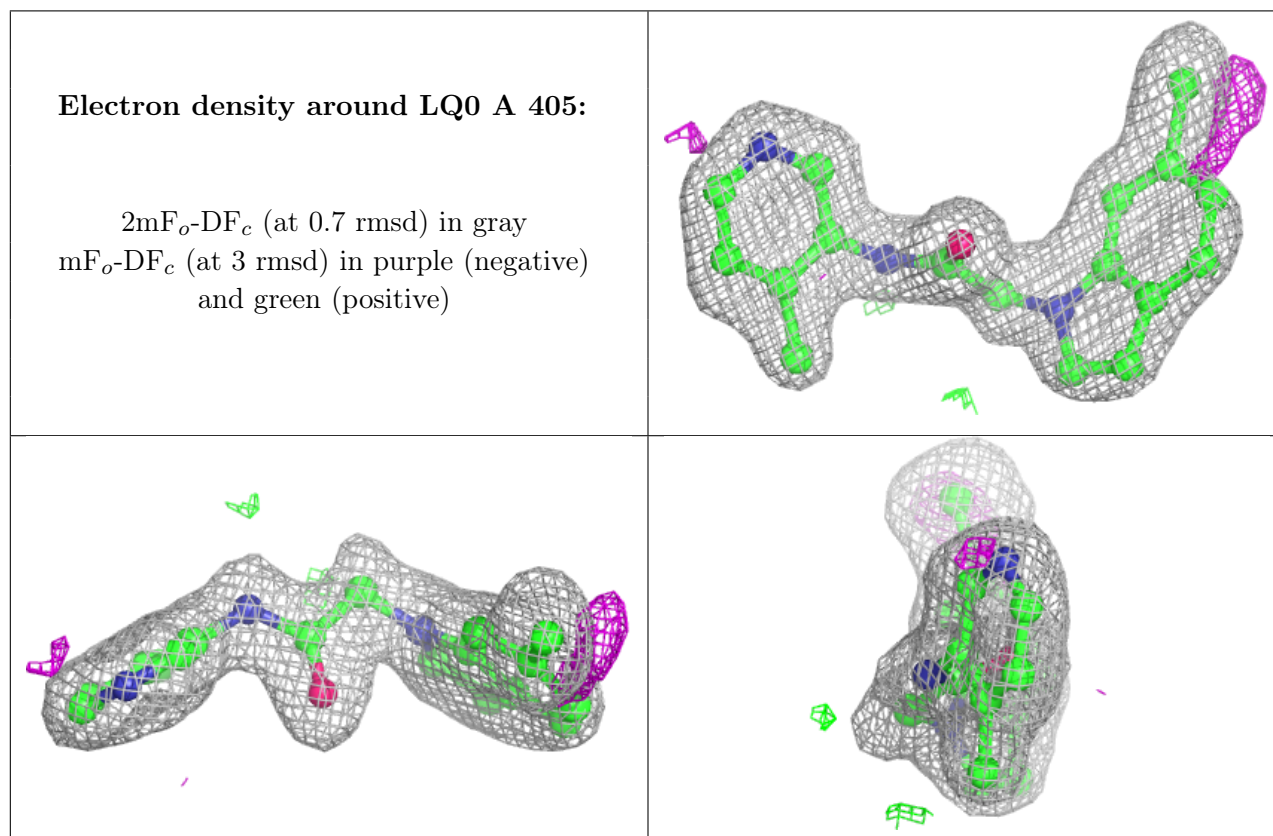 Electron density around LQ0 A 405:
2mFo-DFc (at 0.7 rmsd) in gray
mFo-DFc (at 3 rmsd) in purple (negative)
and green (positive)